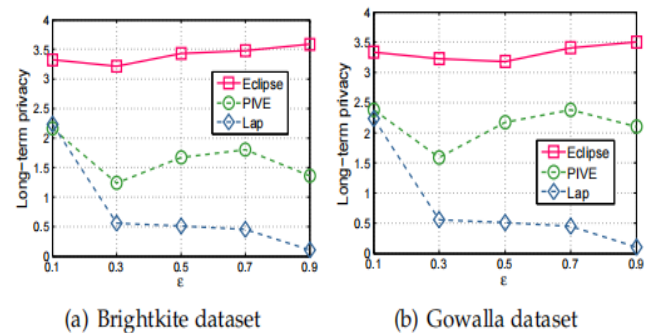 4
3.5
3
2.5
2
1.5
1
0.5
0
Long-term privacy
Eclipse
PIVE
Lap
0.1 0.3 0.5 0.7 0.9
ε
(a) Brightkite dataset
4
3.5
3
2.5
2
1.5
1
0.5
0
Long-term privacy
Eclipse
PIVE
Lap
0.1 0.3 0.5 0.7 0.9
ε
(b) Gowalla dataset